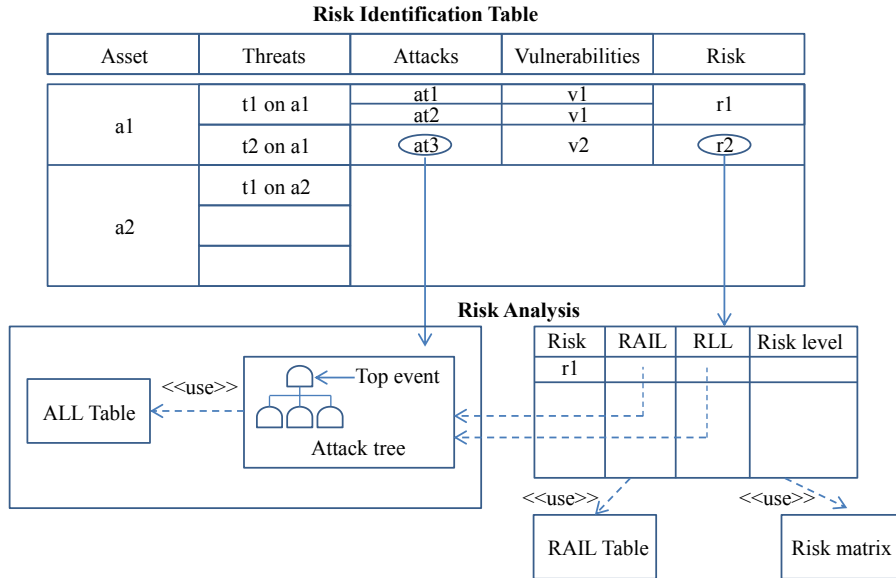 Risk Identification Table
Asset Threats Attacks Vulnerabilities Risk
a1
t1 on a1
at1
v1
at2
v1
r1
t2 on a1
at3
v2
r2
a2
t1 on a2
Risk Analysis
ALL Table
<<use>>
Top event
Attack tree
Risk RAIL RLL Risk level
r1
<<use>>
<<use>>
RAIL Table
Risk matrix